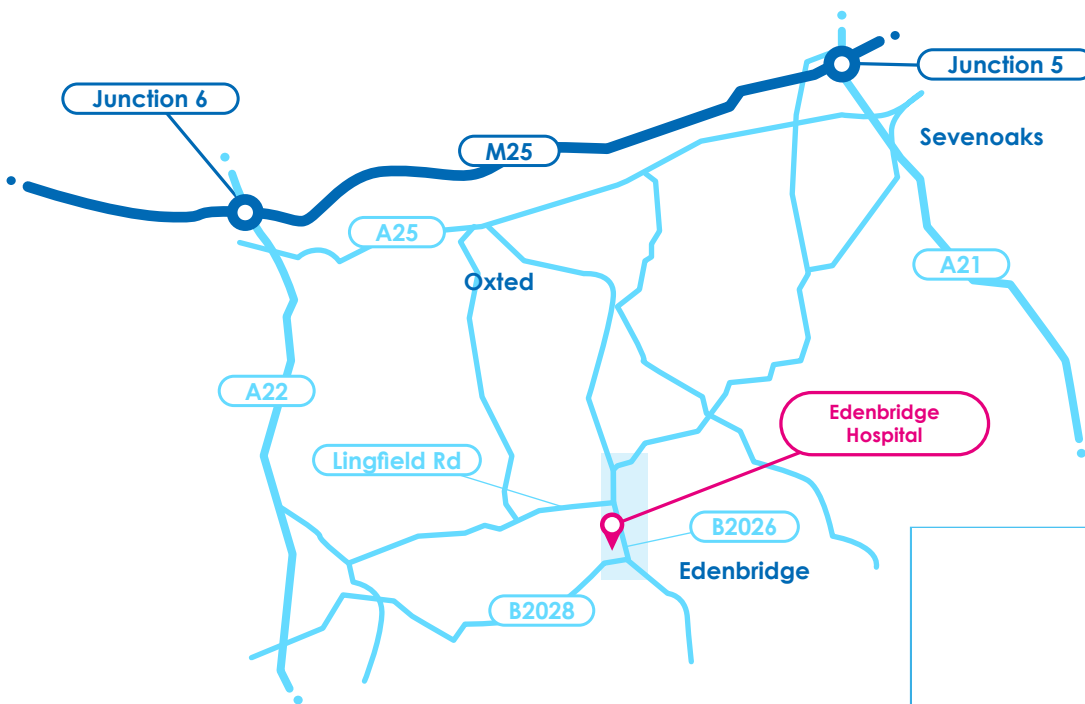 Junction 5
Junction 6
Sevenoaks
M25
A25
A21
Oxted
A22
Edenbridge
Hospital
Lingfield Rd
B2026
Edenbridge
B2028